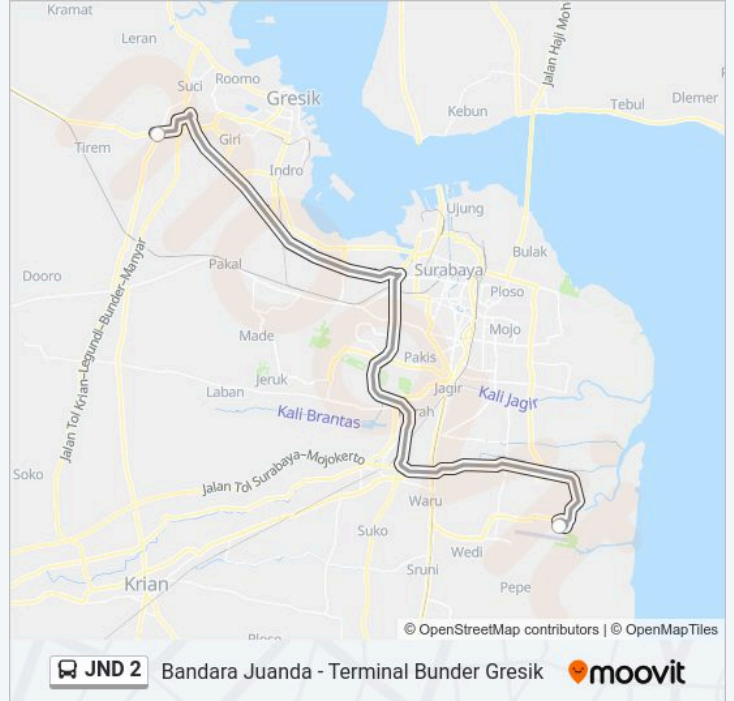 Kramat
Leran
Jalan Haji Moh
Suci
Roomo
Gresik
Kebun
Tebul
Dlemer
Tirem
Giri
Indro
Ujung
Bulak
Dooro
Pakal
Surabaya
Ploso
Jalan Tol Krian–Legundi–Bunder–Manyar
Made
Mojo
Pakis
Jeruk
Laban
Jagir
Kali Jagir
Kali Brantas
ah
Soko
Jalan Tol Surabaya–Mojokerto
Waru
Suko
Wedi
Sruni
Pepe
Krian
Ploso
© OpenStreetMap contributors | © OpenMapTiles
JND 2
Bandara Juanda - Terminal Bunder Gresik
moovit